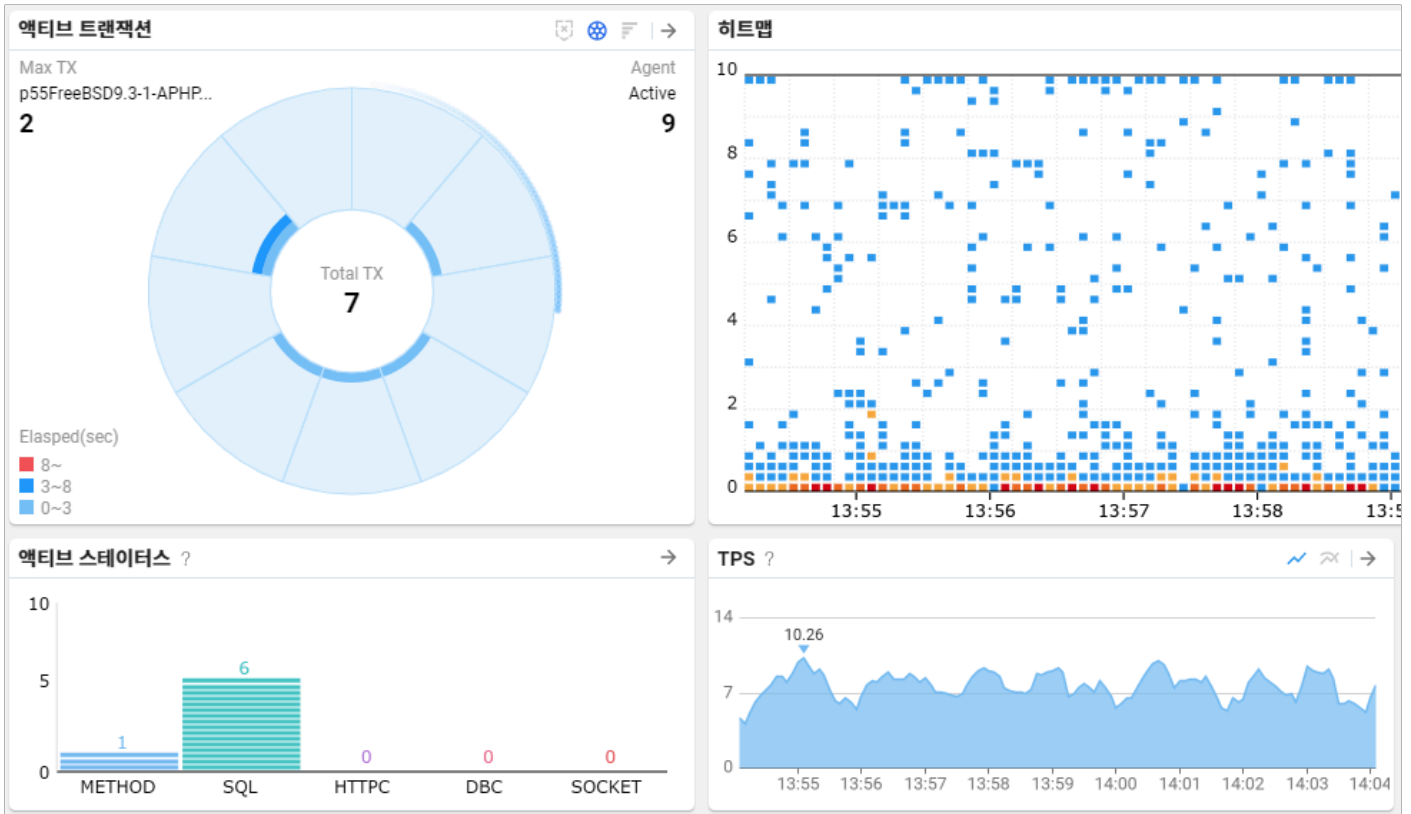 액티브 트랜잭션
Max TX
p55FreeBSD9.3-1-APHP...
2
Agent
Active
9
Total TX
7
Elasped(sec)
8~
3~8
0~3
히트맵
10
8
6
4
2
0
13:55 13:56 13:57 13:58 13:5
액티브 스테이터스 ?
10
5
0
1
6
0
0
0
METHOD SQL HTTPC DBC SOCKET
TPS ?
14
7
0
10.26
13:55 13:56 13:57 13:58 13:59 14:00 14:01 14:02 14:03 14:04